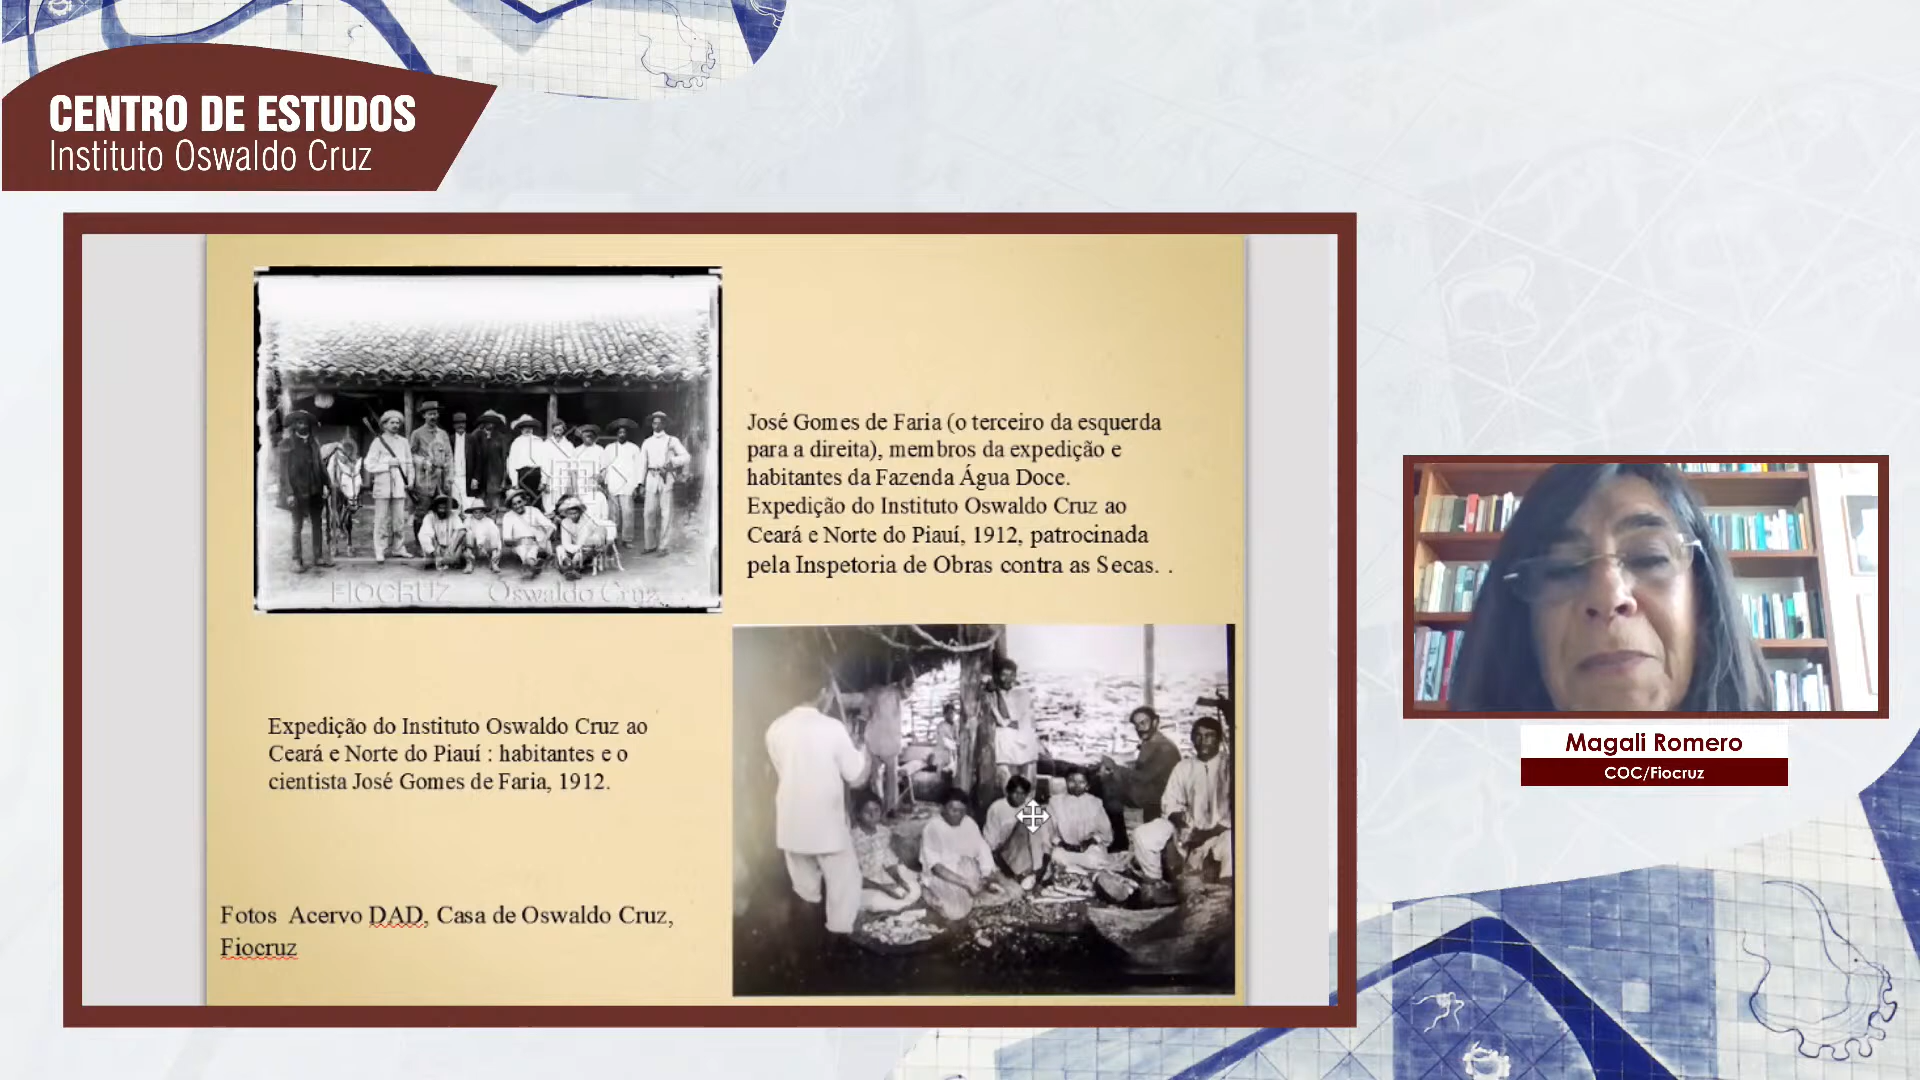 CENTRO DE ESTUDOS
Instituto Oswaldo Cruz
José Gomes de Faria (o terceiro da esquerda
para a direita), membros da expedição e
habitantes da Fazenda Água Doce.
Expedição do Instituto Oswaldo Cruz ao
Ceará e Norte do Piauí, 1912, patrocinada
pela Inspetoria de Obras contra as Secas. .
FIOCRUZ Oswaldo Cruz
Expedição do Instituto Oswaldo Cruz ao
Ceará e Norte do Piauí : habitantes e o
cientista José Gomes de Faria, 1912.
Fotos Acervo DAD, Casa de Oswaldo Cruz,
Fiocruz
Magali Romero
COC/Fiocruz